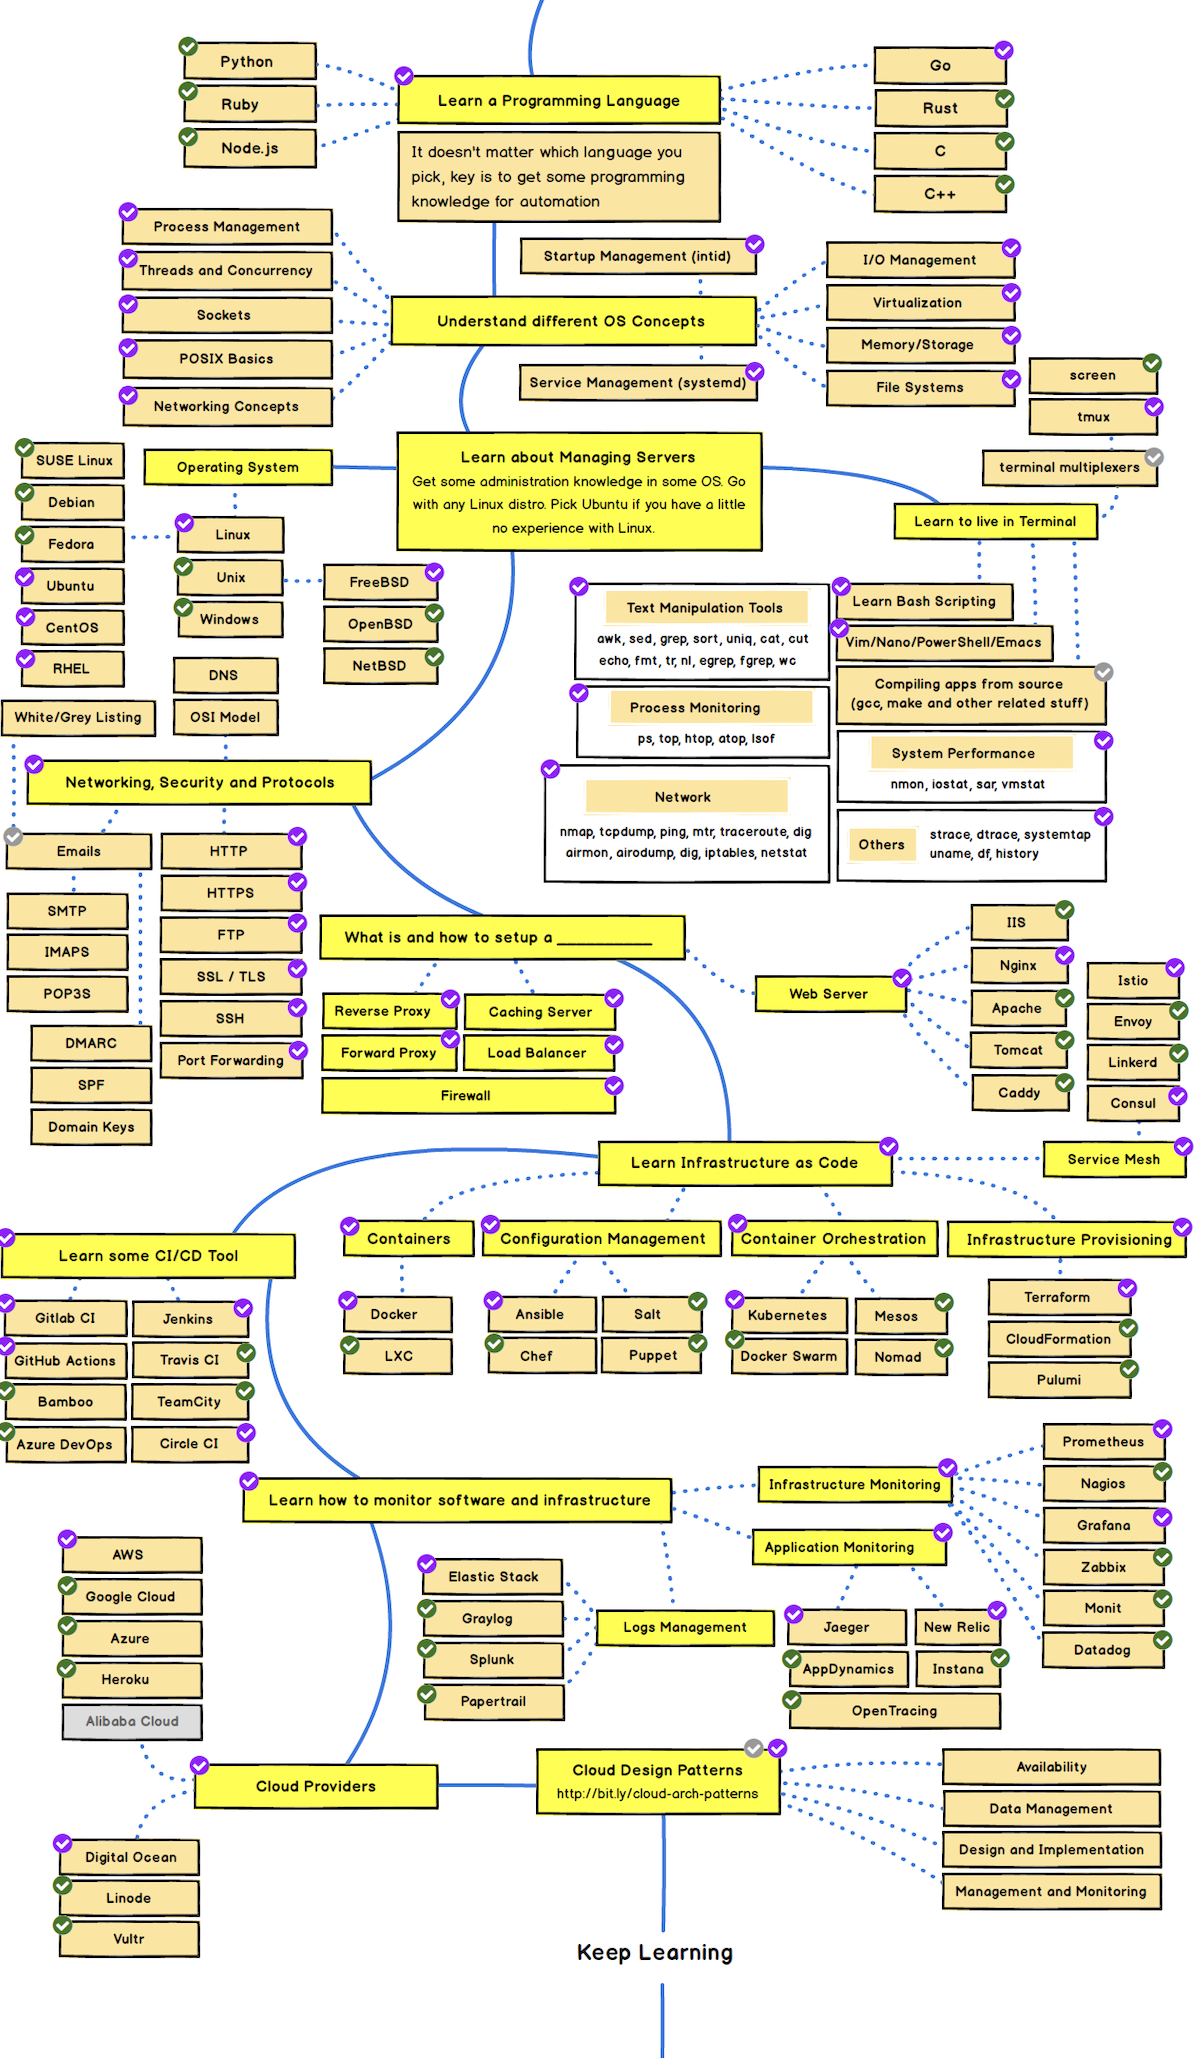 Python
Ruby
Node.js
Learn a Programming Language
Go
Rust
C
C++
It doesn't matter which language you
pick, key is to get some programming
knowledge for automation
Process Management
Threads and Concurrency
Sockets
POSIX Basics
Networking Concepts
Startup Management (intid)
Understand different OS Concepts
Service Management (systemd)
I/O Management
Virtualization
Memory/Storage
File Systems
screen
tmux
terminal multiplexers
Learn to live in Terminal
Learn about Managing Servers
Get some administration knowledge in some OS. Go
with any Linux distro. Pick Ubuntu if you have a little
no experience with Linux.
Operating System
SUSE Linux
Debian
Fedora
Ubuntu
CentOS
RHEL
Linux
Unix
Windows
FreeBSD
OpenBSD
NetBSD
Text Manipulation Tools
awk, sed, grep, sort, uniq, cat, cut
echo, fmt, tr, nl, egrep, fgrep, wc
Process Monitoring
ps, top, htop, atop, lsof
Network
nmap, tcpdump, ping, mtr, traceroute, dig
airmon, airodump, dig, iptables, netstat
Learn Bash Scripting
Vim/Nano/PowerShell/Emacs
Compiling apps from source
(gcc, make and other related stuff)
System Performance
nmon, iostat, sar, vmstat
Others
strace, dtrace, systemtap
uname, df, history
DNS
OSI Model
White/Grey Listing
Networking, Security and Protocols
Emails
SMTP
IMAPS
POP3S
DMARC
SPF
Domain Keys
HTTP
HTTPS
FTP
SSL / TLS
SSH
Port Forwarding
What is and how to setup a ____________
Reverse Proxy
Caching Server
Forward Proxy
Load Balancer
Firewall
Web Server
IIS
Nginx
Apache
Tomcat
Caddy
Istio
Envoy
Linkerd
Consul
Service Mesh
Learn Infrastructure as Code
Containers
Docker
LXC
Configuration Management
Ansible
Salt
Chef
Puppet
Container Orchestration
Kubernetes
Mesos
Docker Swarm
Nomad
Infrastructure Provisioning
Terraform
CloudFormation
Pulumi
Learn some CI/CD Tool
Gitlab CI
Jenkins
GitHub Actions
Travis CI
Bamboo
TeamCity
Azure DevOps
Circle CI
Learn how to monitor software and infrastructure
Infrastructure Monitoring
Prometheus
Nagios
Grafana
Zabbix
Monit
Datadog
Application Monitoring
Jaeger
New Relic
AppDynamics
Instana
OpenTracing
Logs Management
Elastic Stack
Graylog
Splunk
Papertrail
AWS
Google Cloud
Azure
Heroku
Alibaba Cloud
Cloud Providers
Digital Ocean
Linode
Vultr
Cloud Design Patterns
http://bit.ly/cloud-arch-patterns
Availability
Data Management
Design and Implementation
Management and Monitoring
Keep Learning